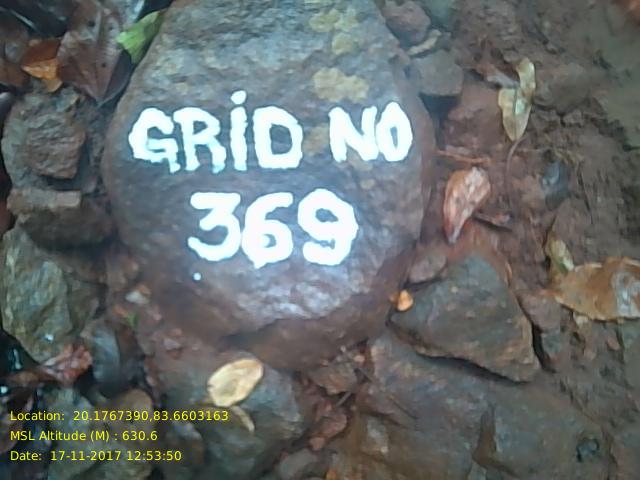 GRiD NO
369
Location: 20.1767390,83.6603163
MSL Altitude (M) : 630.6
Date: 17-11-2017 12:53:50